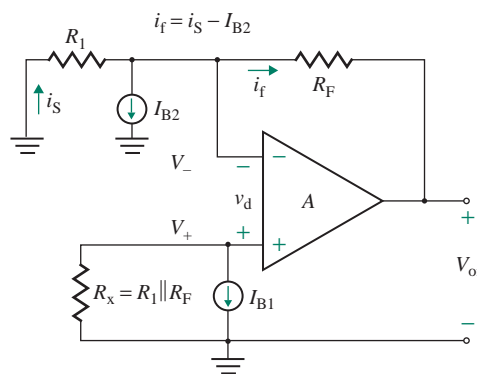 i_f = i_S − I_B2
R_1
i_S
I_B2
i_f
R_F
V_−
−
−
v_d
A
V_+
+
+
+
R_x = R_1||R_F
I_B1
V_o
−